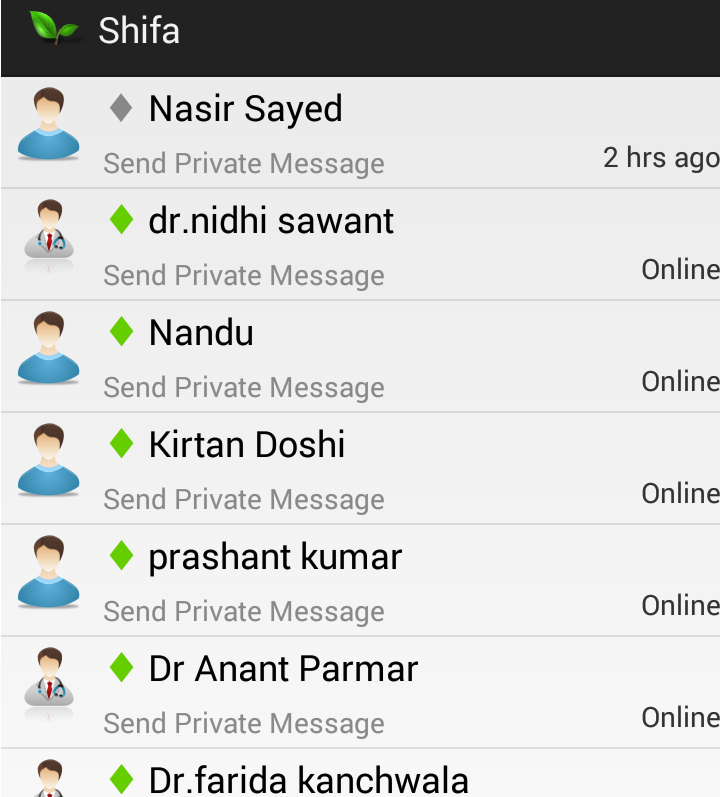 Shifa
Nasir Sayed
Send Private Message
2 hrs ago
dr.nidhi sawant
Send Private Message
Online
Nandu
Send Private Message
Online
Kirtan Doshi
Send Private Message
Online
prashant kumar
Send Private Message
Online
Dr Anant Parmar
Send Private Message
Online
Dr.farida kanchwala